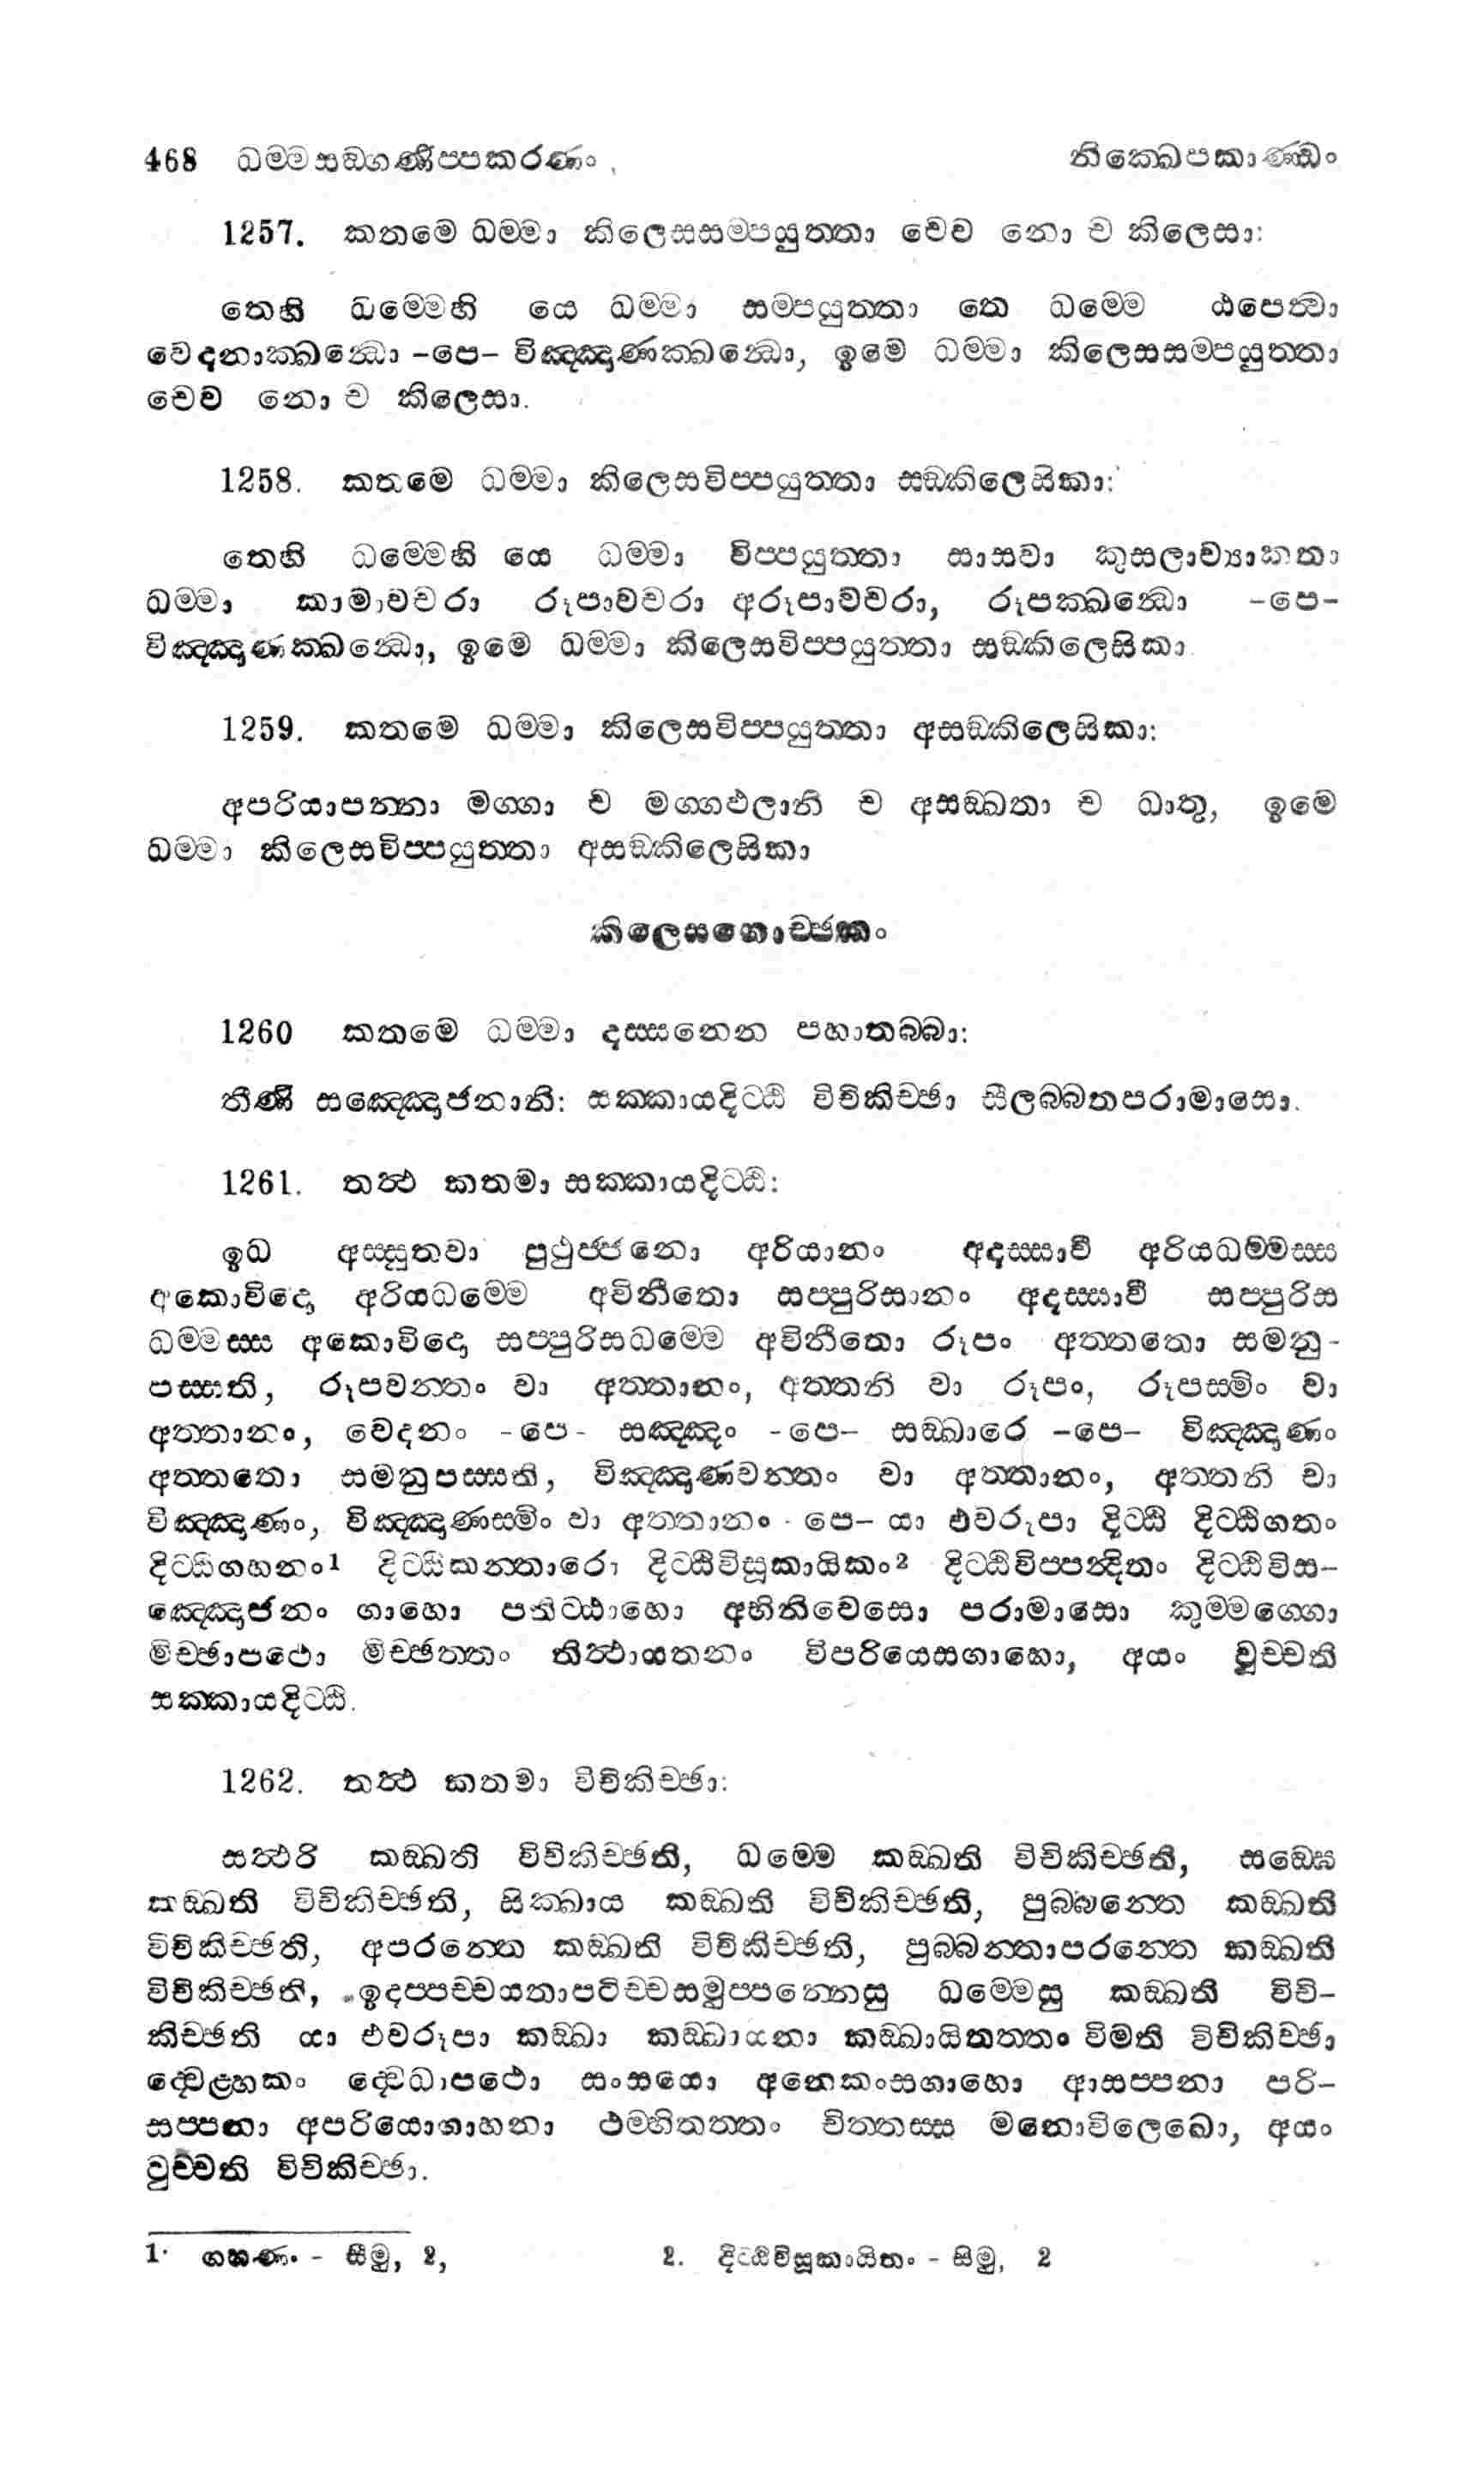 468 ධම්මසඞ්ගණිප්පකරණං නික්ඛෙපකාණ්ඩං
1257. කතමෙ ධම්මා කිලෙසසම්පයුත්තා චෙව නො ච කිලෙසා:
තෙහි ධම්මෙහි යෙ ධම්මා සම්පයුත්තා තෙ ධම්මෙ ඨපෙත්වා
වෙදනාක්ඛන්ධො -පෙ- විඤ්ඤාණක්ඛන්ධො, ඉමෙ ධම්මා කිලෙසසම්පයුත්තා
චෙව නො ච කිලෙසා.
1258. කතමෙ ධම්මා කිලෙසවිප්පයුත්තා සඞ්කිලෙසිකා:
තෙහි ධම්මෙහි යෙ ධම්මා විප්පයුත්තා සාසවා කුසලාව්‍යාකතා
ධම්මා කාමාවචරා රූපාවචරා අරූපාවචරා, රූපක්ඛන්ධො -පෙ-
විඤ්ඤාණක්ඛන්ධො, ඉමෙ ධම්මා කිලෙසවිප්පයුත්තා සඞ්කිලෙසිකා
1259. කතමෙ ධම්මා කිලෙසවිප්පයුත්තා අසඞ්කිලෙසිකා:
අපරියාපන්නා මග්ගා ච මග්ගඵලානි ච අසඞ්ඛතා ච ධාතු, ඉමෙ
ධම්මා කිලෙසවිප්පයුත්තා අසඞ්කිලෙසිකා
කිලෙසගොච්ඡකං
1260 කතමෙ ධම්මා දස්සනෙන පහාතබ්බා:
තීණි සඤ්ඤොජනානි: සක්කායදිට්ඨි විචිකිච්ඡා සීලබ්බතපරාමාසො.
1261. තත්ථ කතමා සක්කායදිට්ඨි:
ඉධ අස්සුතවා පුථුජ්ජනො අරියානං අදස්සාවී අරියධම්මස්ස
අකොවිදො අරියධම්මෙ අවිනීතො සප්පුරිසානං අදස්සාවී සප්පුරිස
ධම්මස්ස අකොවිදො සප්පුරිසධම්මෙ අවිනීතො රූපං අත්තතො සමනු-
පස්සති, රූපවන්තං වා අත්තානං, අත්තනි වා රූපං, රූපස්මිං වා
අත්තානං, වෙදනං -පෙ- සඤ්ඤං -පෙ- සඞ්ඛාරෙ -පෙ- විඤ්ඤාණං
අත්තතො සමනුපස්සති, විඤ්ඤාණවන්තං වා අත්තානං, අත්තනි වා
විඤ්ඤාණං, විඤ්ඤාණස්මිං වා අත්තානං - පෙ- යා එවරූපා දිට්ඨි දිට්ඨිගතං
දිට්ඨිගහනං¹ දිට්ඨිකන්තාරො දිට්ඨිවිසූකායිකං² දිට්ඨිවිප්ඵන්දිතං දිට්ඨිවිස-
ඤ්ඤොජනං ගාහො පතිට්ඨාහො අභිනිවෙසො පරාමාසො කුම්මග්ගො
මිච්ඡාපථො මිච්ඡත්තං තිත්ථායතනං විපරියෙසගාහො, අයං වුච්චති
සක්කායදිට්ඨි.
1262. තත්ථ කතමා විචිකිච්ඡා:
සත්ථරි කඞ්ඛති විචිකිච්ඡති, ධම්මෙ කඞ්ඛති විචිකිච්ඡති, සඞ්ඝෙ
කඞ්ඛති විචිකිච්ඡති, සික්ඛාය කඞ්ඛති විචිකිච්ඡති, පුබ්බන්තෙ කඞ්ඛති
විචිකිච්ඡති, අපරන්තෙ කඞ්ඛති විචිකිච්ඡති, පුබ්බන්තාපරන්තෙ කඞ්ඛති
විචිකිච්ඡති, ඉදප්පච්චයතාපටිච්චසමුප්පන්නෙසු ධම්මෙසු කඞ්ඛති විචි-
කිච්ඡති යා එවරූපා කඞ්ඛා කඞ්ඛායනා කඞ්ඛායිතත්තං විමති විචිකිච්ඡා
ද්වෙළ්හකං ද්වෙධාපථො සංසයො අනෙකංසගාහො ආසප්පනා පරි-
සප්පනා අපරියොගාහනා ථම්භිතත්තං චිත්තස්ස මනොවිලෙඛො, අයං
වුච්චති විචිකිච්ඡා.
1. ගහණං - සීමු, 2, 2. දිට්ඨිවිසූකායිතං - සිමු, 2